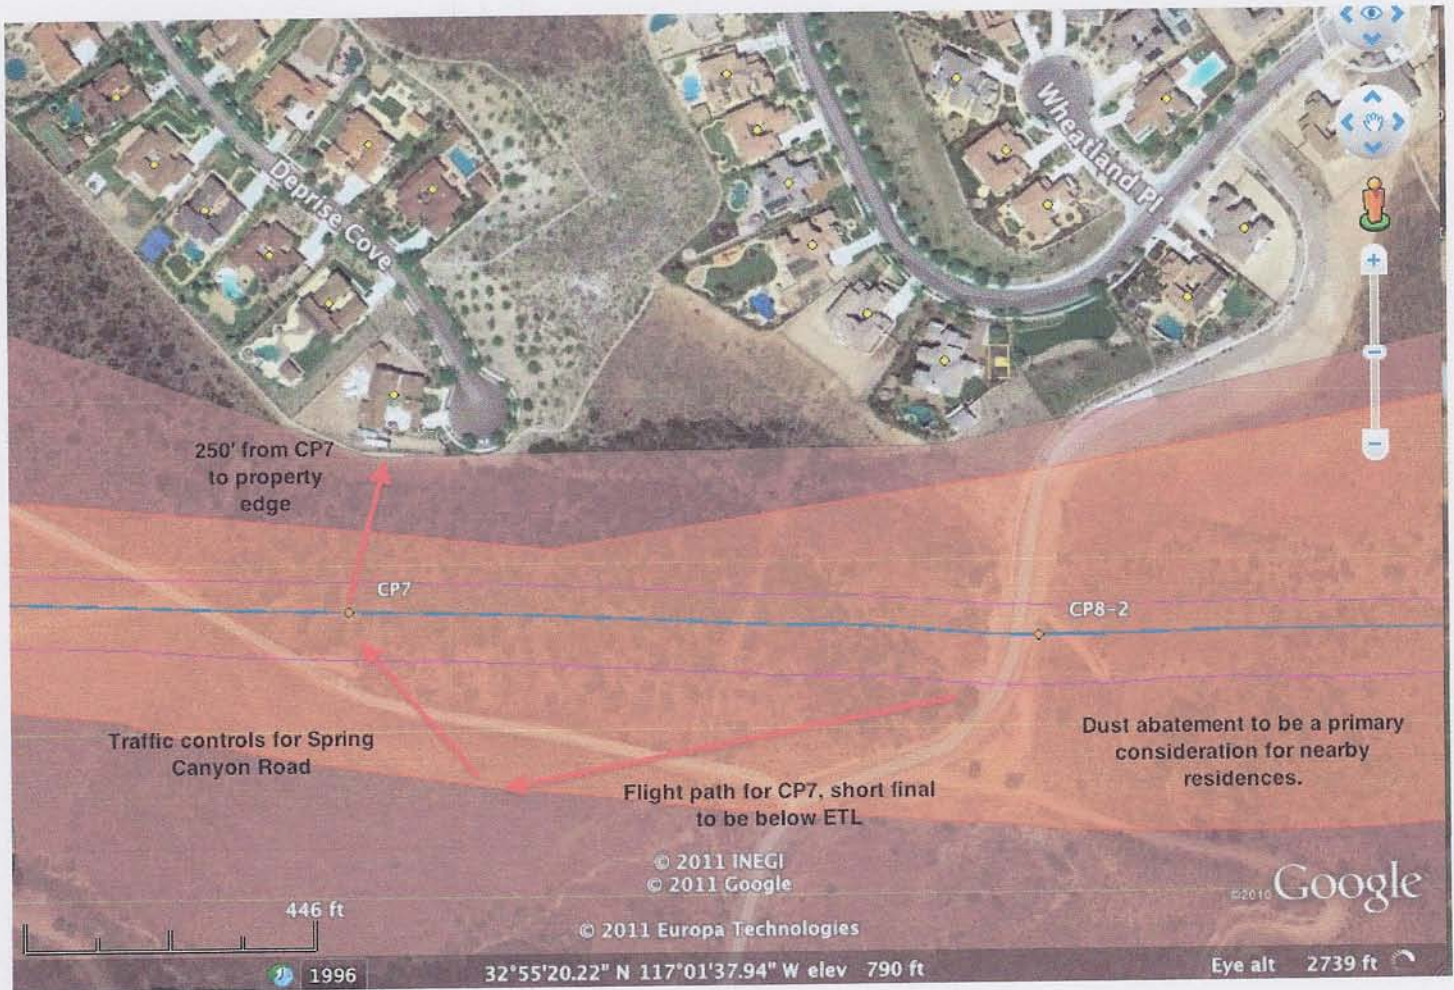 Deprise Cove
Wheatland Pl
250' from CP7
to property
edge
CP7
CP8-2
Traffic controls for Spring
Canyon Road
Dust abatement to be a primary
consideration for nearby
residences.
Flight path for CP7, short final
to be below ETL
© 2011 INEGI
© 2011 Google
©2010 Google
446 ft
© 2011 Europa Technologies
1996
32°55'20.22" N 117°01'37.94" W elev 790 ft
Eye alt 2739 ft